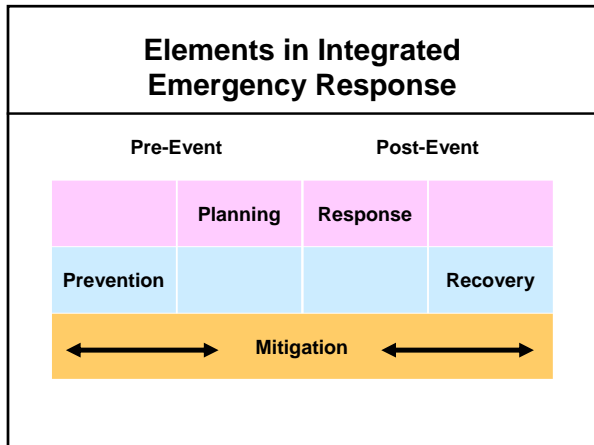 Elements in Integrated
Emergency Response
Pre-Event Post-Event
Planning Response
Prevention Recovery
Mitigation